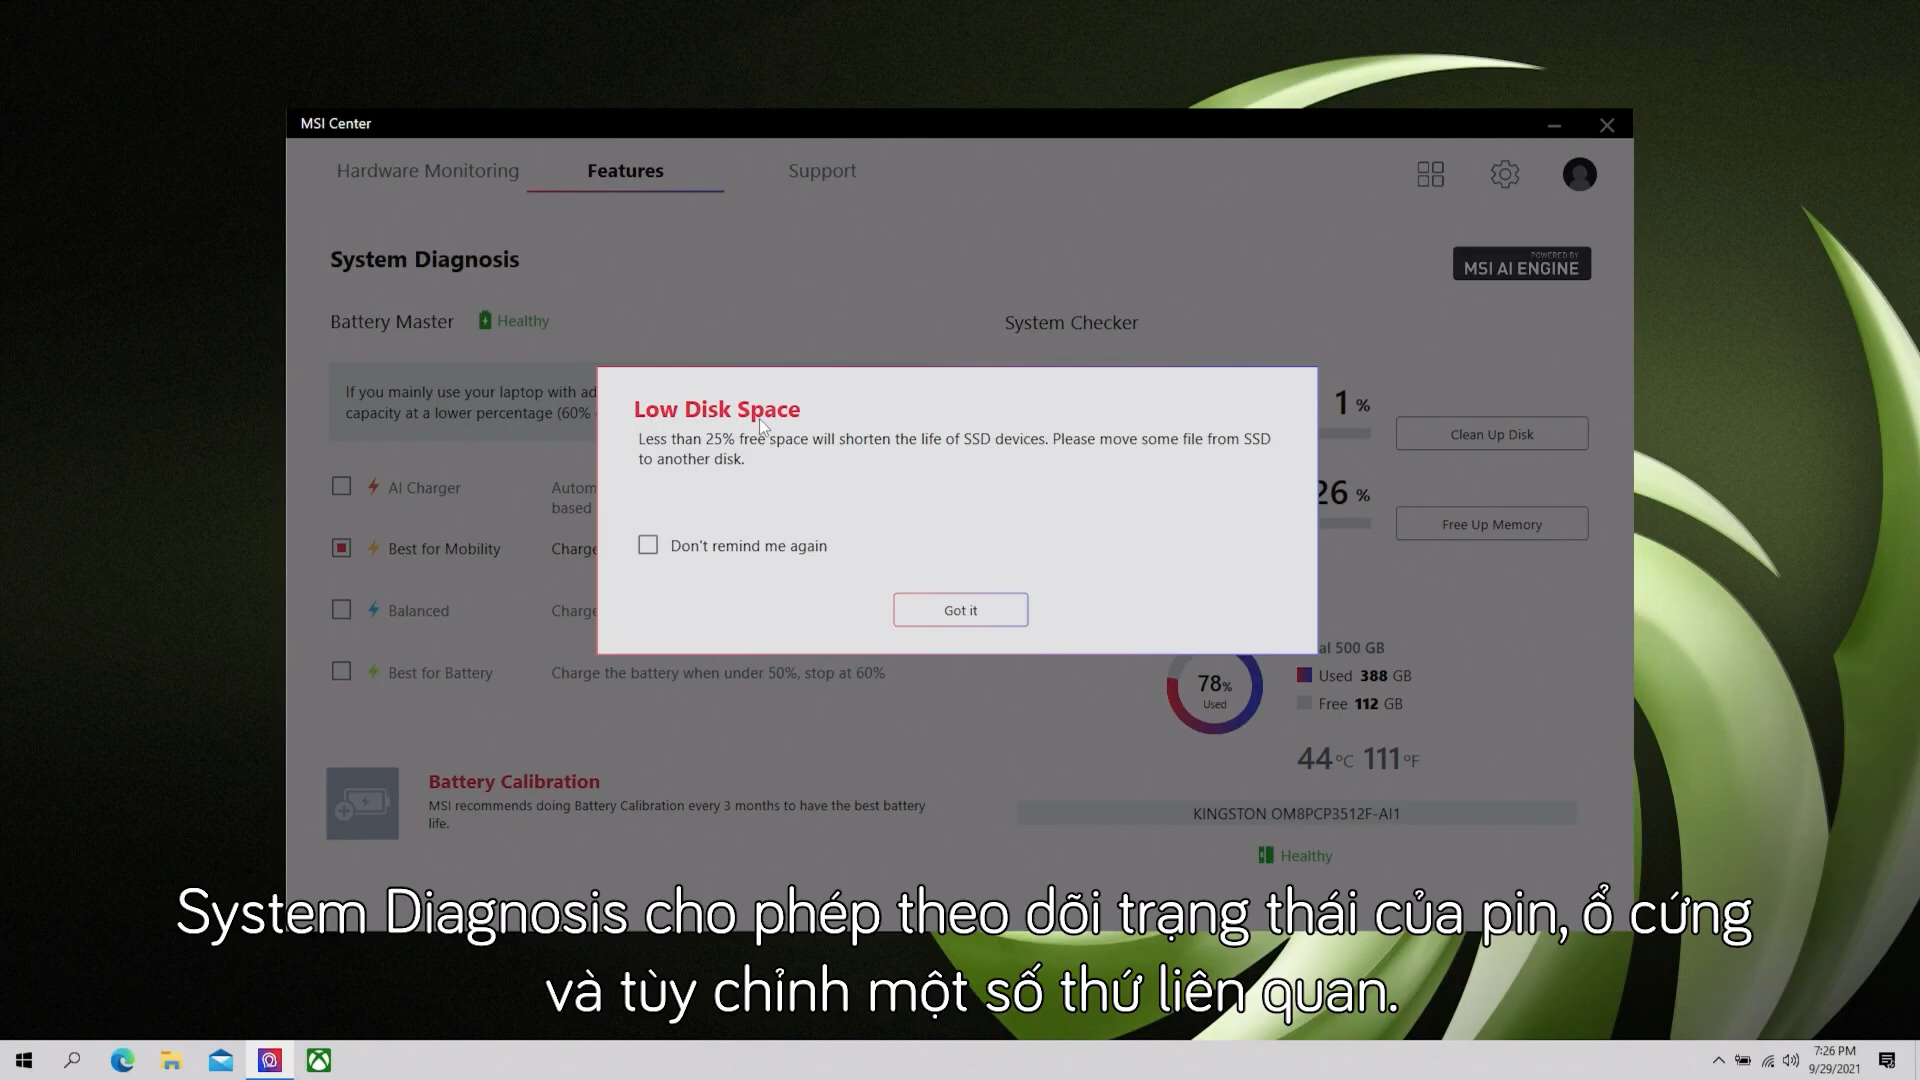 MSI Center
Hardware Monitoring
Features
Support
System Diagnosis
POWERED BY
MSI AI ENGINE
Battery Master
Healthy
System Checker
If you mainly use your laptop with ad
capacity at a lower percentage (60%
Low Disk Space
Less than 25% free space will shorten the life of SSD devices. Please move some file from SSD
to another disk.
Don't remind me again
Got it
1 %
Clean Up Disk
26 %
Free Up Memory
AI Charger
Autom
based
Best for Mobility
Charge
Balanced
Charge
Best for Battery
Charge the battery when under 50%, stop at 60%
al 500 GB
78%
Used
Used 388 GB
Free 112 GB
44°C 111°F
Battery Calibration
MSI recommends doing Battery Calibration every 3 months to have the best battery
life.
KINGSTON OM8PCP3512F-AI1
Healthy
System Diagnosis cho phép theo dõi trạng thái của pin, ổ cứng
và tùy chỉnh một số thứ liên quan.
7:26 PM
9/29/2021